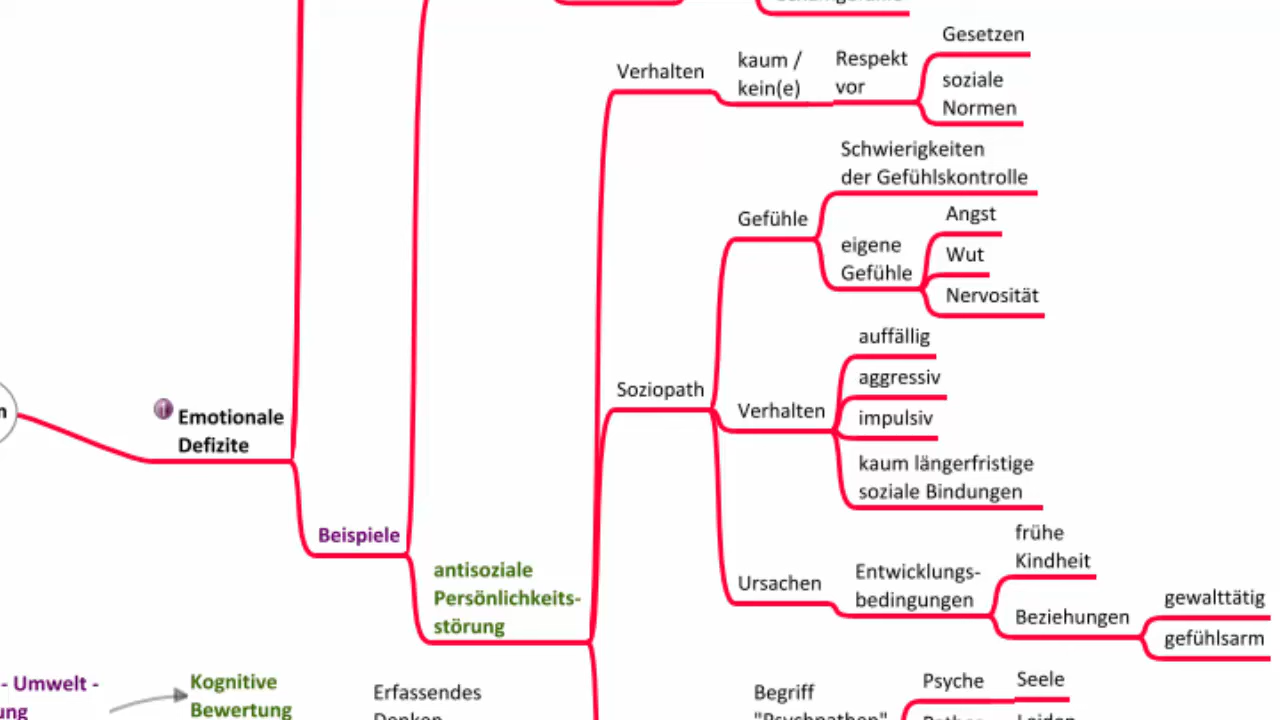 Gesetzen
kaum /
Respekt
Verhalten
soziale
kein(e)
vor
Normen
Schwierigkeiten
der Gefühlskontrolle
Gefühle
Angst
eigene
Wut
Gefühle
Nervosität
auffällig
aggressiv
Soziopath
Verhalten
impulsiv
Emotionale
Defizite
kaum längerfristige
soziale Bindungen
Beispiele
frühe
Kindheit
antisoziale
Persönlichkeits-
störung
Ursachen
Entwicklungs-
bedingungen
Beziehungen
gewalttätig
gefühlsarm
- Umwelt -
Kognitive
Bewertung
Erfassendes
Begriff
Psyche
Seele